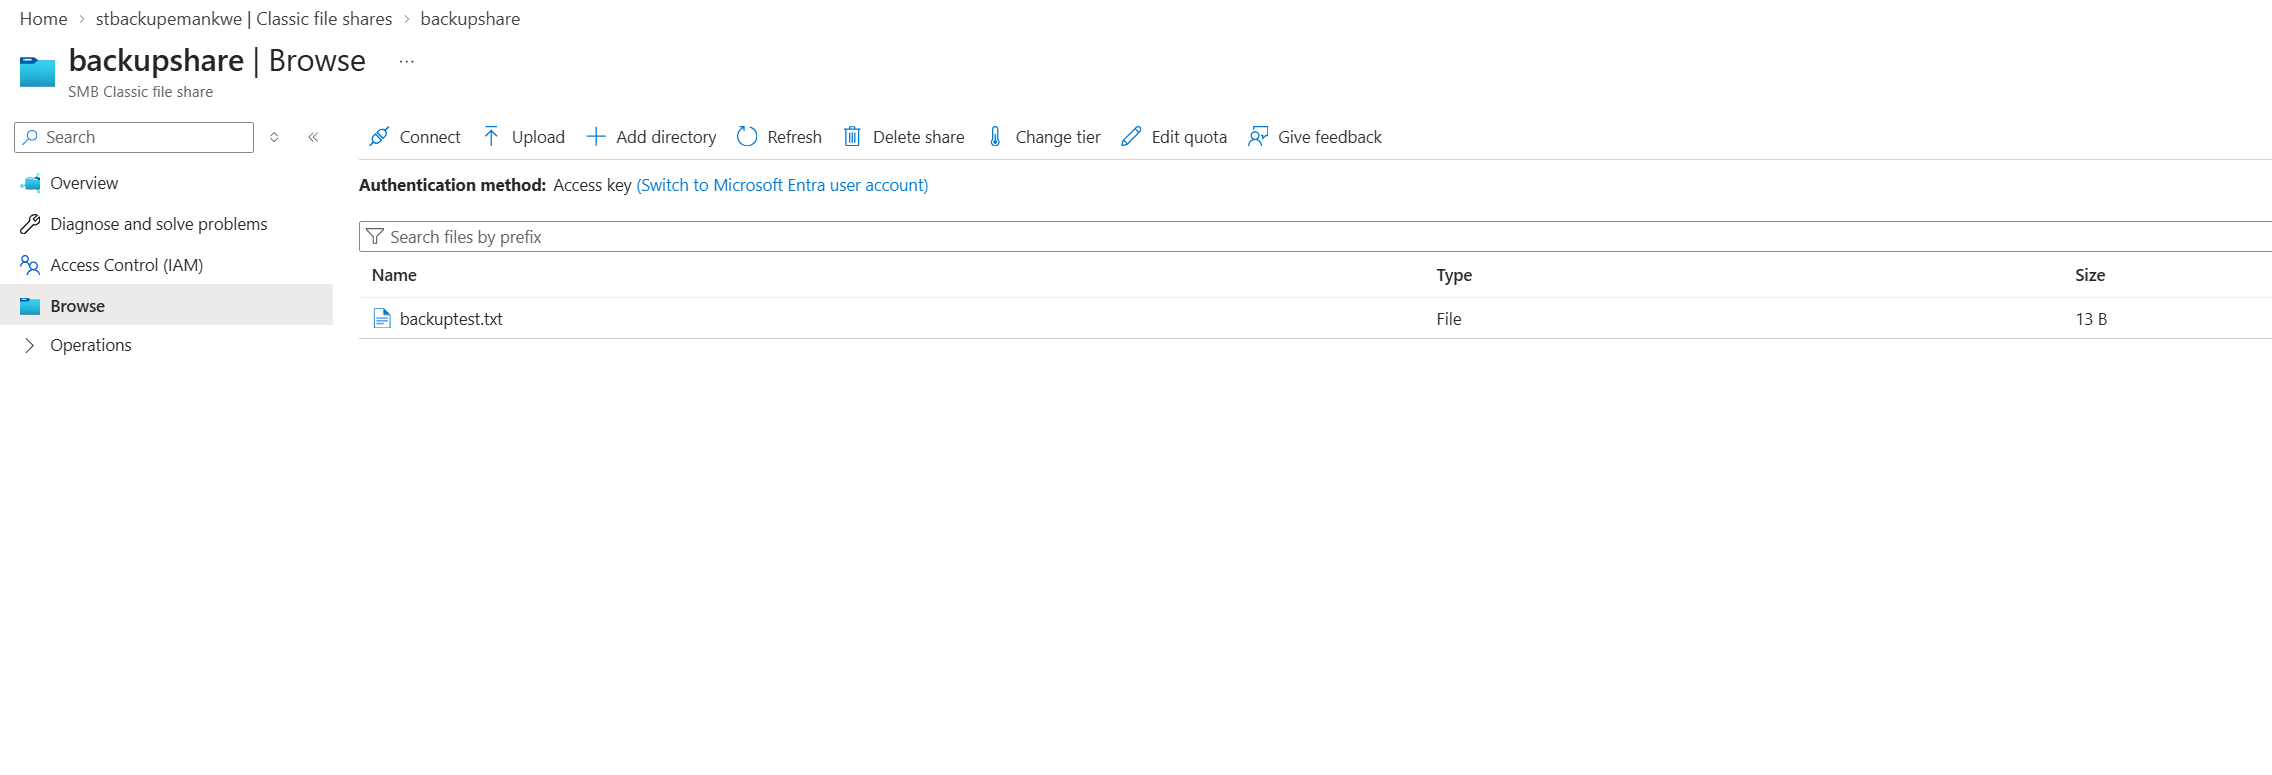 Home > stbackupemankwe | Classic file shares > backupshare
backupshare | Browse ...
SMB Classic file share
Search
Connect Upload Add directory Refresh Delete share Change tier Edit quota Give feedback
Overview
Diagnose and solve problems
Access Control (IAM)
Browse
Operations
Authentication method: Access key (Switch to Microsoft Entra user account)
Search files by prefix
Name Type Size
backuptest.txt File 13 B